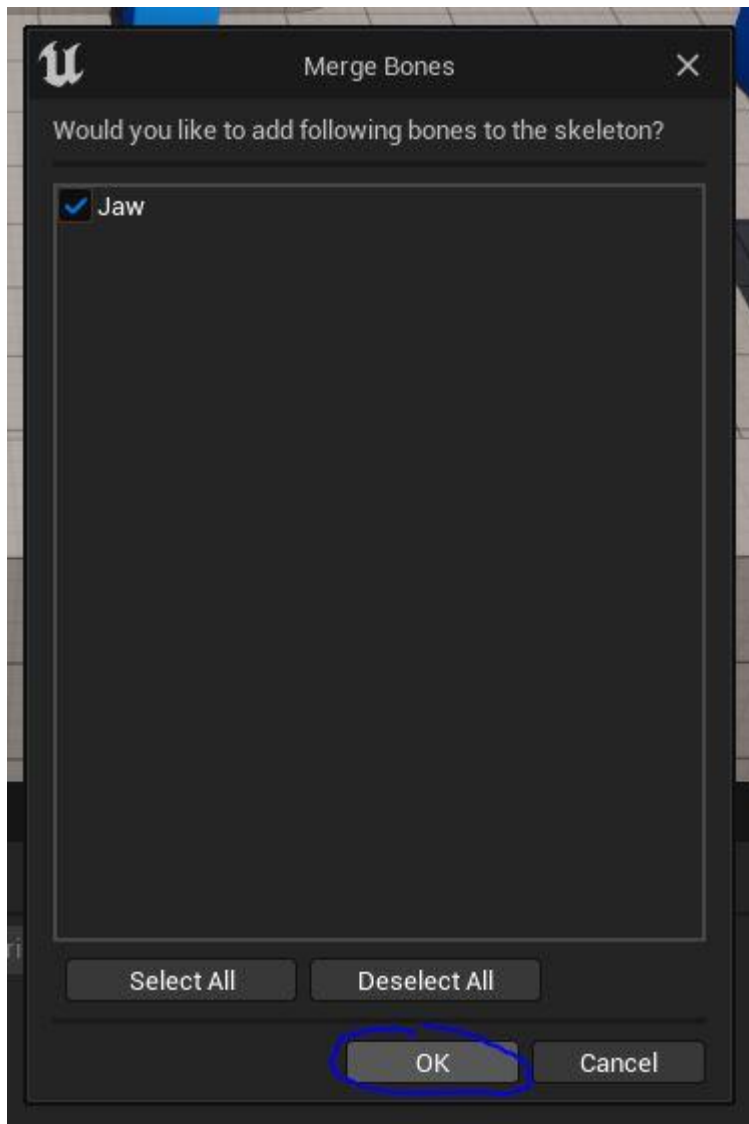 Merge Bones
Would you like to add following bones to the skeleton?
Jaw
ri
Select All
Deselect All
OK
Cancel